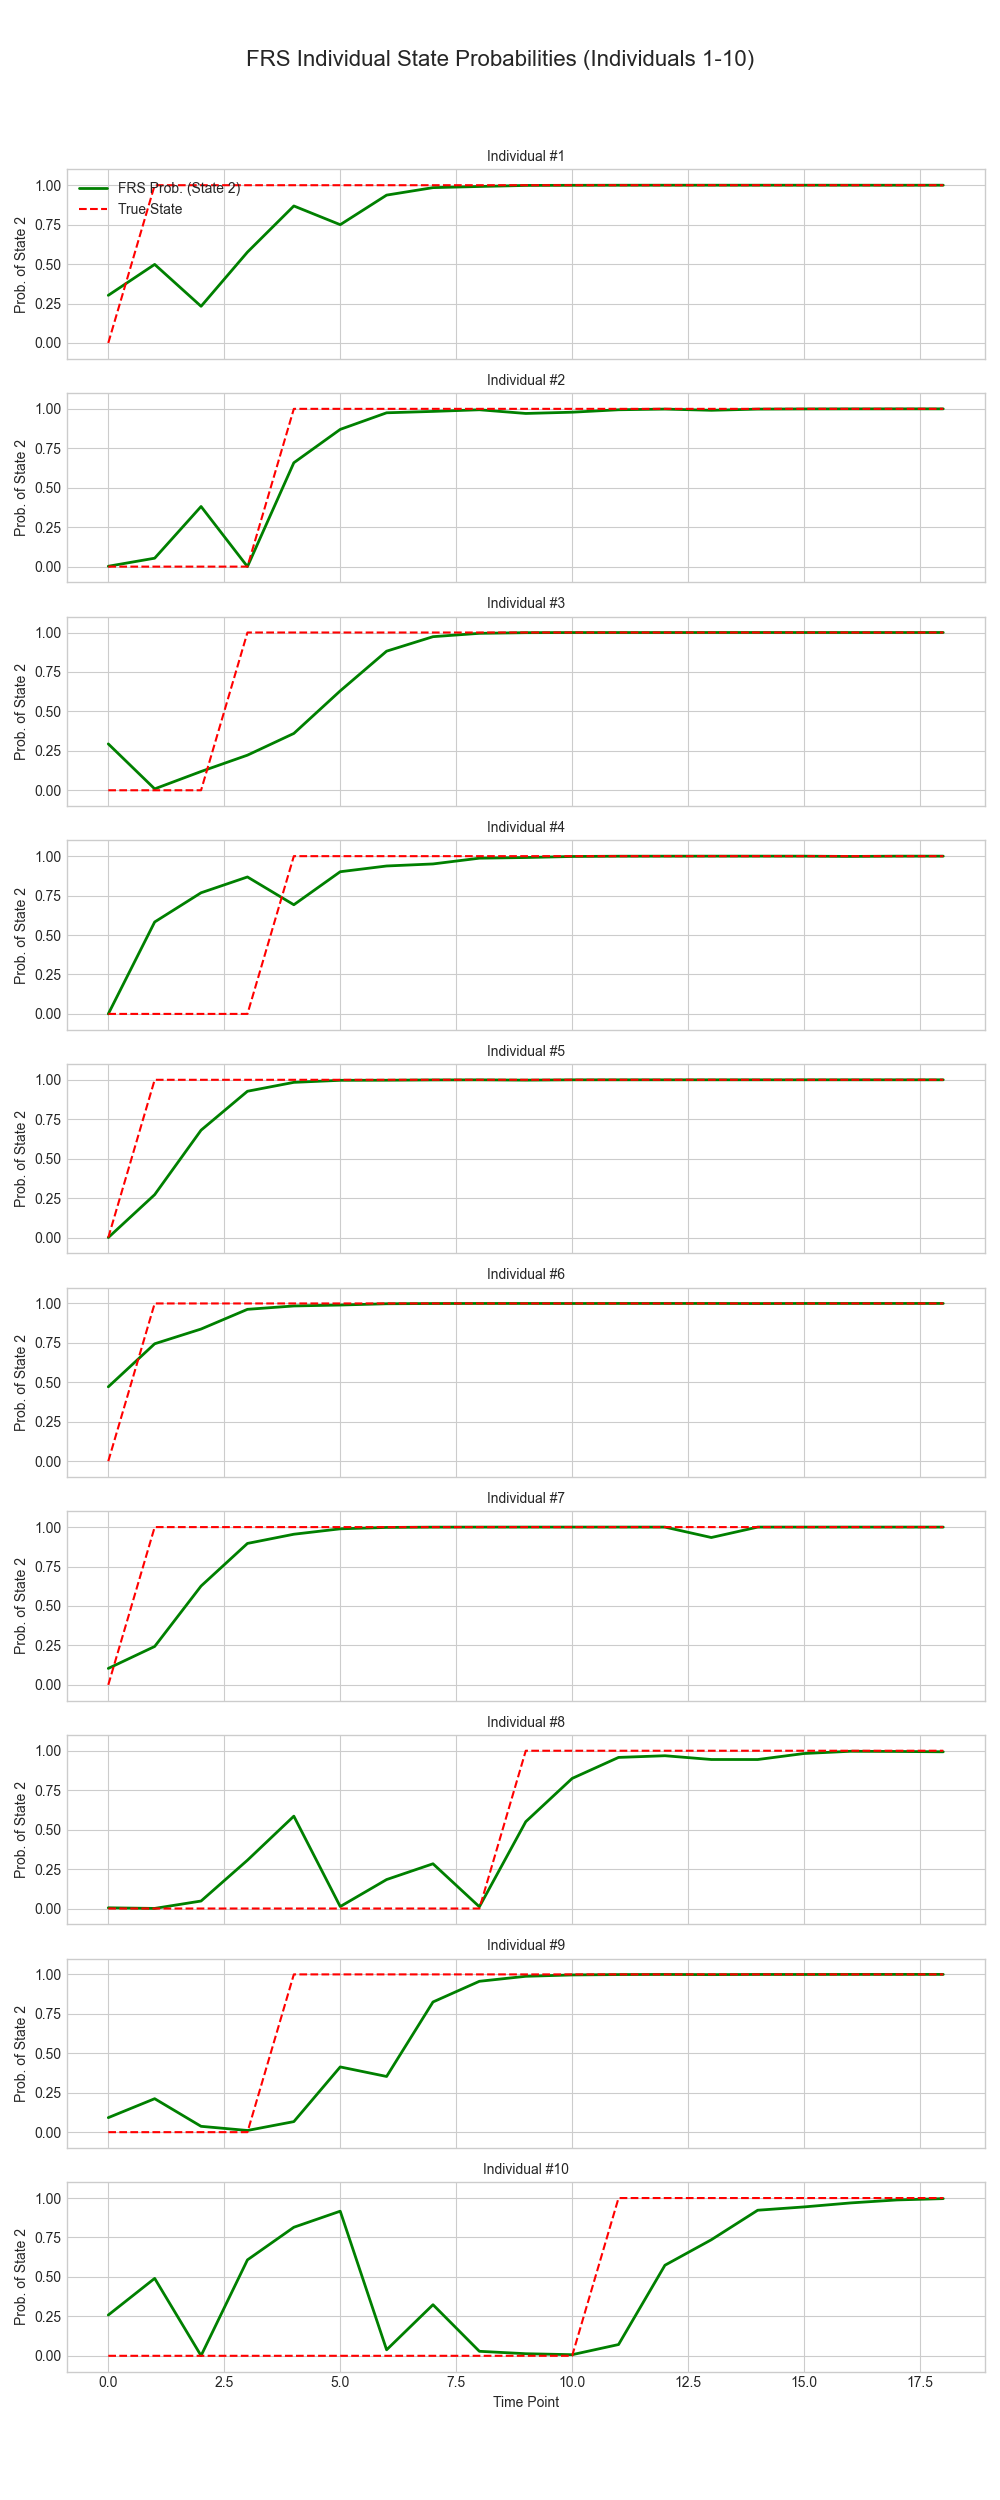 FRS Individual State Probabilities (Individuals 1-10)
Individual #1
FRS Prob. (State 2)
True State
Prob. of State 2
1.00
0.75
0.50
0.25
0.00
Individual #2
Prob. of State 2
1.00
0.75
0.50
0.25
0.00
Individual #3
Prob. of State 2
1.00
0.75
0.50
0.25
0.00
Individual #4
Prob. of State 2
1.00
0.75
0.50
0.25
0.00
Individual #5
Prob. of State 2
1.00
0.75
0.50
0.25
0.00
Individual #6
Prob. of State 2
1.00
0.75
0.50
0.25
0.00
Individual #7
Prob. of State 2
1.00
0.75
0.50
0.25
0.00
Individual #8
Prob. of State 2
1.00
0.75
0.50
0.25
0.00
Individual #9
Prob. of State 2
1.00
0.75
0.50
0.25
0.00
Individual #10
Prob. of State 2
1.00
0.75
0.50
0.25
0.00
0.0 2.5 5.0 7.5 10.0 12.5 15.0 17.5
Time Point